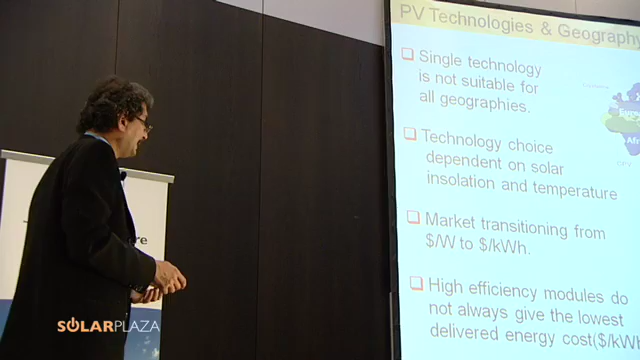 PV Technologies & Geography
Single technology
is not suitable for
all geographies.
Technology choice
dependent on solar
insolation and temperature
Market transitioning from
$/W to $/kWh.
High efficiency modules do
not always give the lowest
delivered energy cost($/kW
SOLARPLAZA